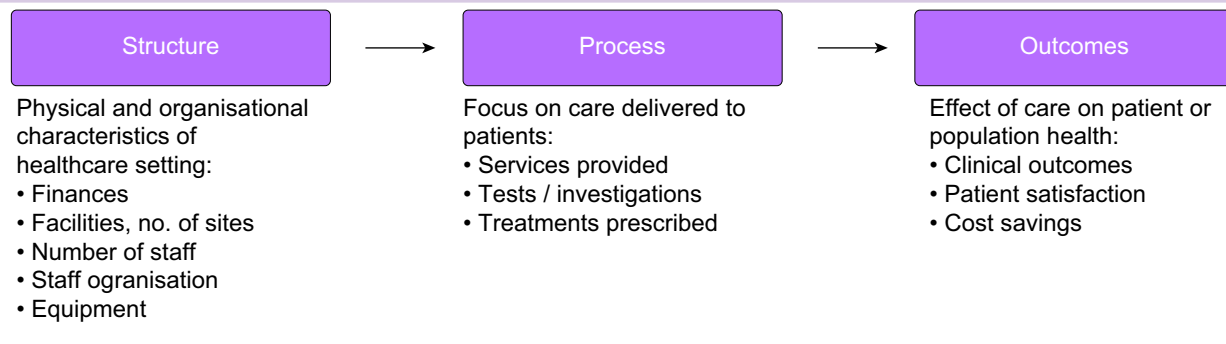 Structure
Physical and organisational
characteristics of
healthcare setting:
• Finances
• Facilities, no. of sites
• Number of staff
• Staff ogranisation
• Equipment
Process
Focus on care delivered to
patients:
• Services provided
• Tests / investigations
• Treatments prescribed
Outcomes
Effect of care on patient or
population health:
• Clinical outcomes
• Patient satisfaction
• Cost savings